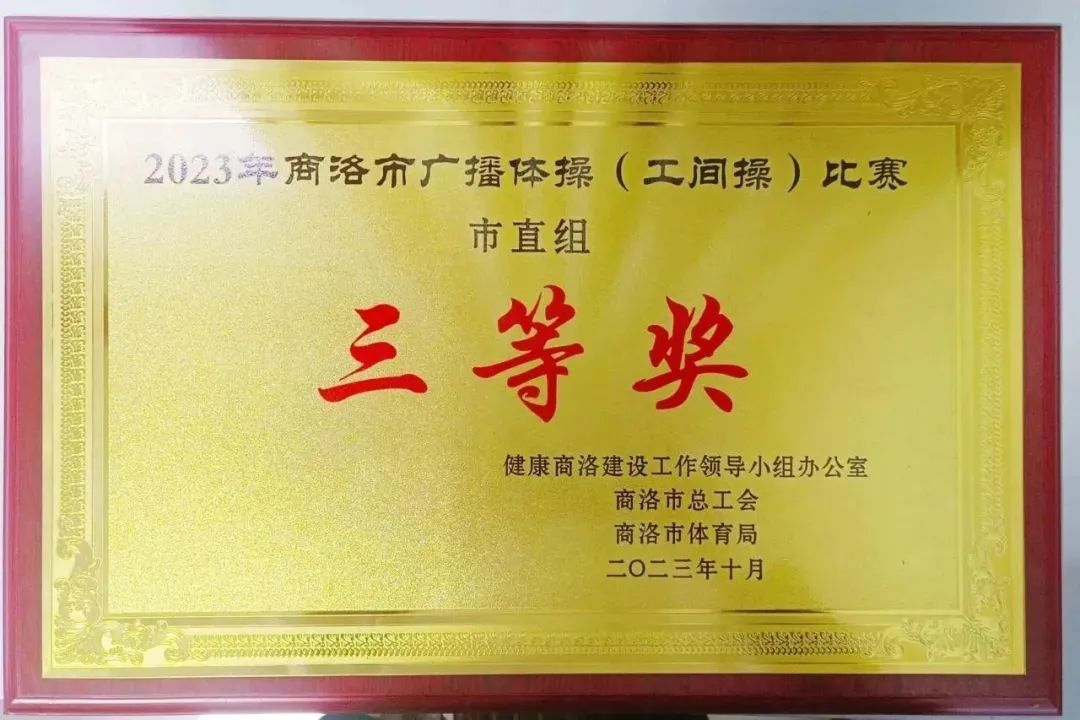 2023年商洛市广播体操（工间操）比赛
市直组
三等奖
健康商洛建设工作领导小组办公室
商洛市总工会
商洛市体育局
二〇二三年十月